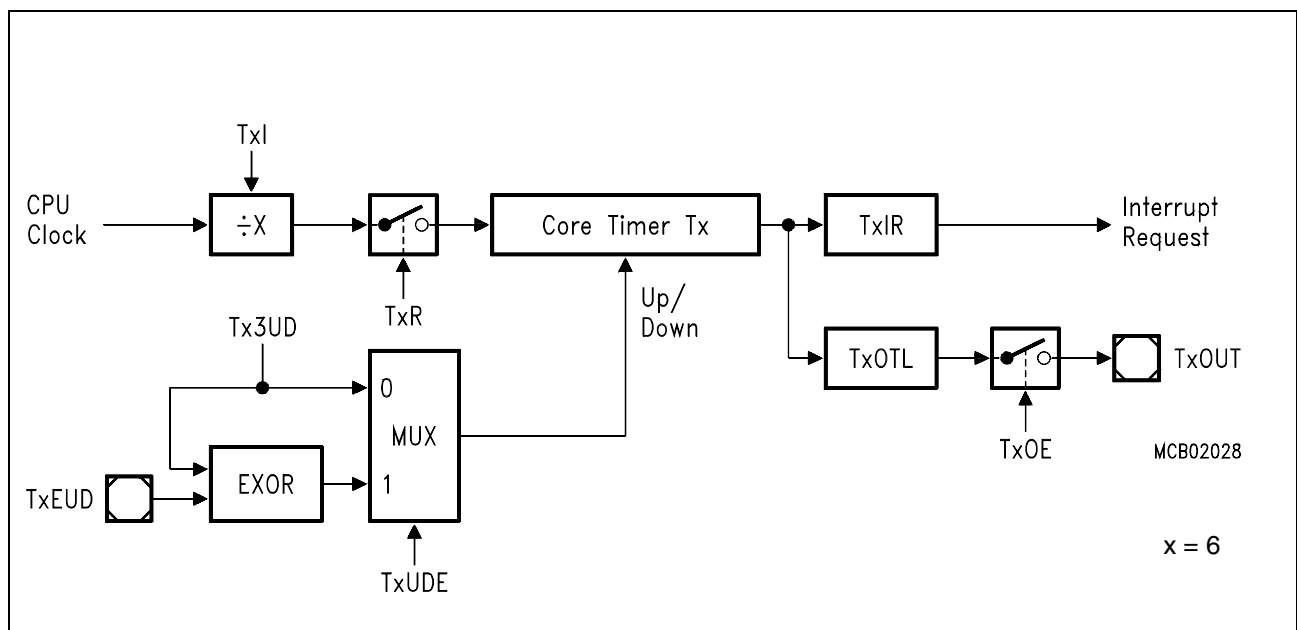 TxI
CPU
Clock
÷X
Core Timer Tx
TxIR
Interrupt
Request
TxR
Up/
Down
Tx3UD
0
MUX
TxOTL
TxOUT
TxOE
MCB02028
TxEUD
EXOR
1
x = 6
TxUDE